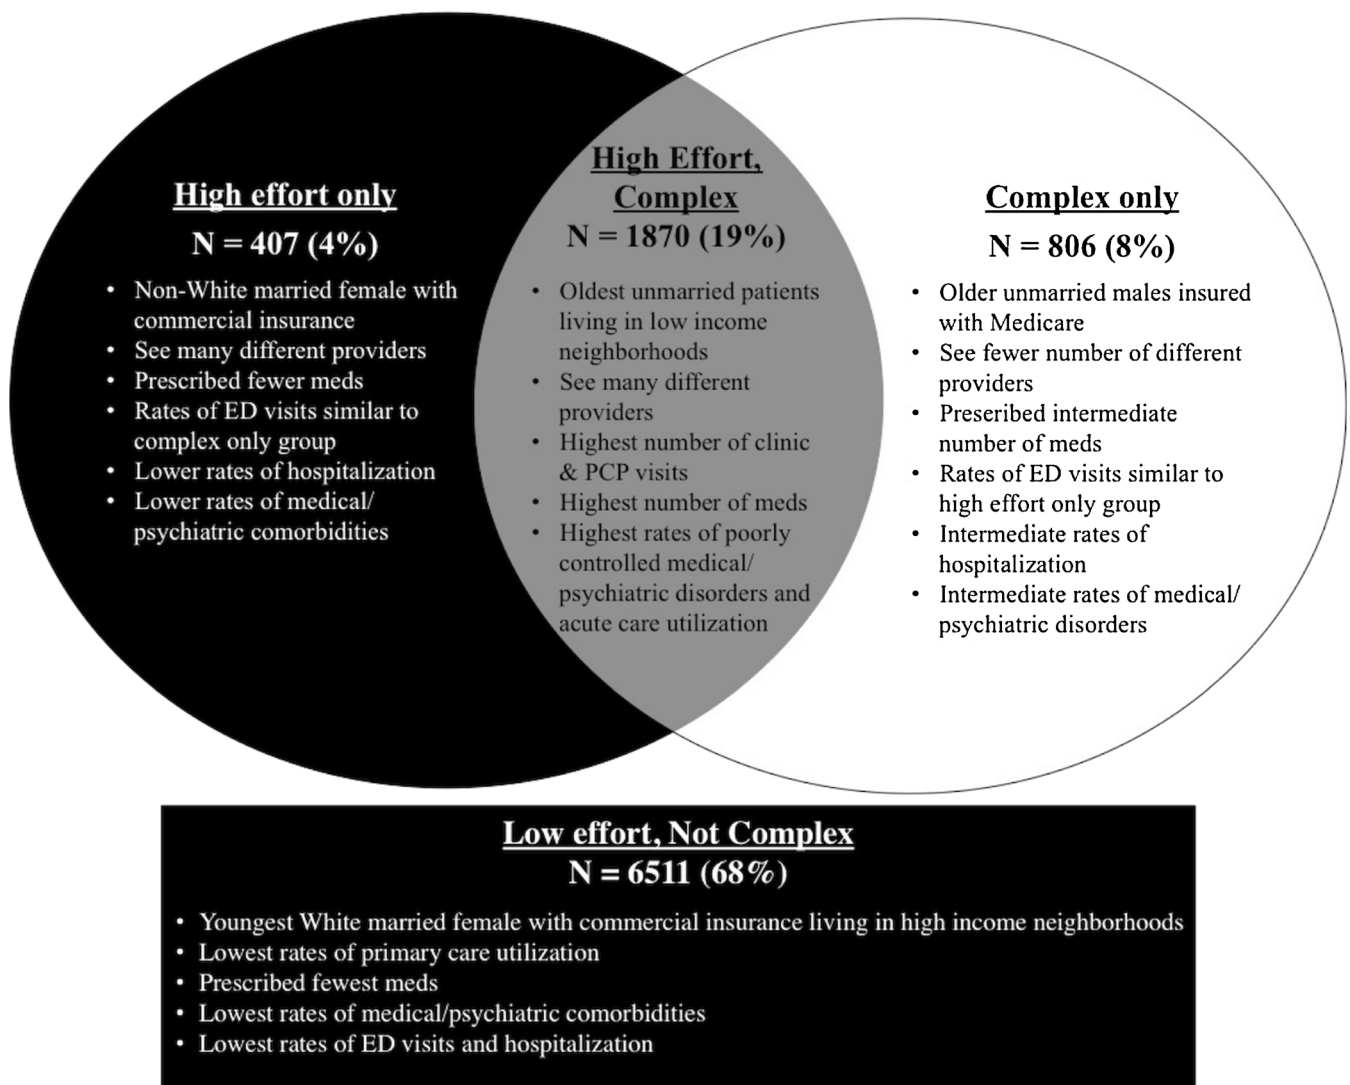 High effort only
N = 407 (4%)
• Non-White married female with
commercial insurance
• See many different providers
• Prescribed fewer meds
• Rates of ED visits similar to
complex only group
• Lower rates of hospitalization
• Lower rates of medical/
psychiatric comorbidities
High Effort,
Complex
N = 1870 (19%)
• Oldest unmarried patients
living in low income
neighborhoods
• See many different
providers
• Highest number of clinic
& PCP visits
• Highest number of meds
• Highest rates of poorly
controlled medical/
psychiatric disorders and
acute care utilization
Complex only
N = 806 (8%)
• Older unmarried males insured
with Medicare
• See fewer number of different
providers
• Preseribed intermediate
number of meds
• Rates of ED visits similar to
high effort only group
• Intermediate rates of
hospitalization
• Intermediate rates of medical/
psychiatric disorders
Low effort, Not Complex
N = 6511 (68%)
• Youngest White married female with commercial insurance living in high income neighborhoods
• Lowest rates of primary care utilization
• Prescribed fewest meds
• Lowest rates of medical/psychiatric comorbidities
• Lowest rates of ED visits and hospitalization